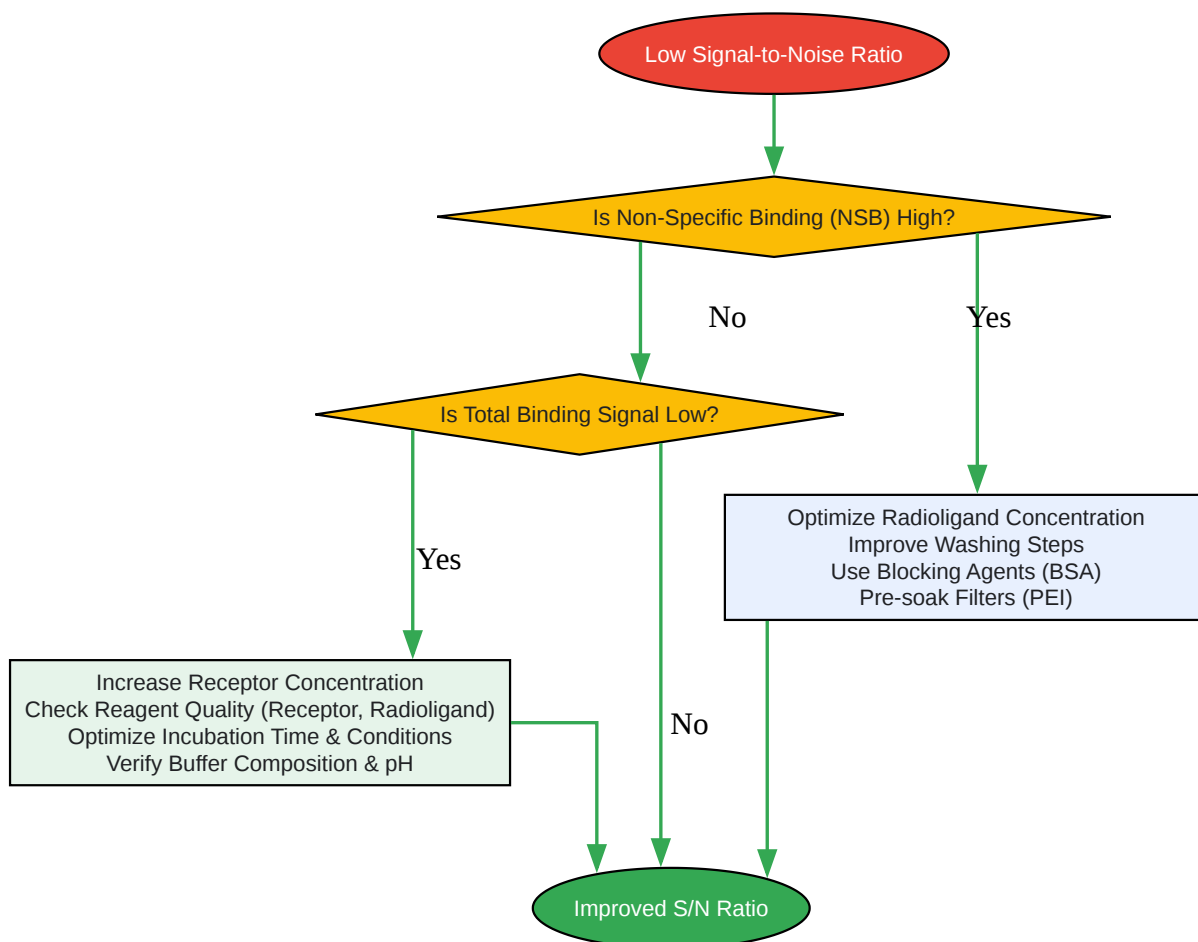 Low Signal-to-Noise Ratio
Is Non-Specific Binding (NSB) High?
No
Yes
Is Total Binding Signal Low?
Optimize Radioligand Concentration
Improve Washing Steps
Use Blocking Agents (BSA)
Pre-soak Filters (PEI)
Yes
Increase Receptor Concentration
Check Reagent Quality (Receptor, Radioligand)
Optimize Incubation Time & Conditions
Verify Buffer Composition & pH
No
Improved S/N Ratio